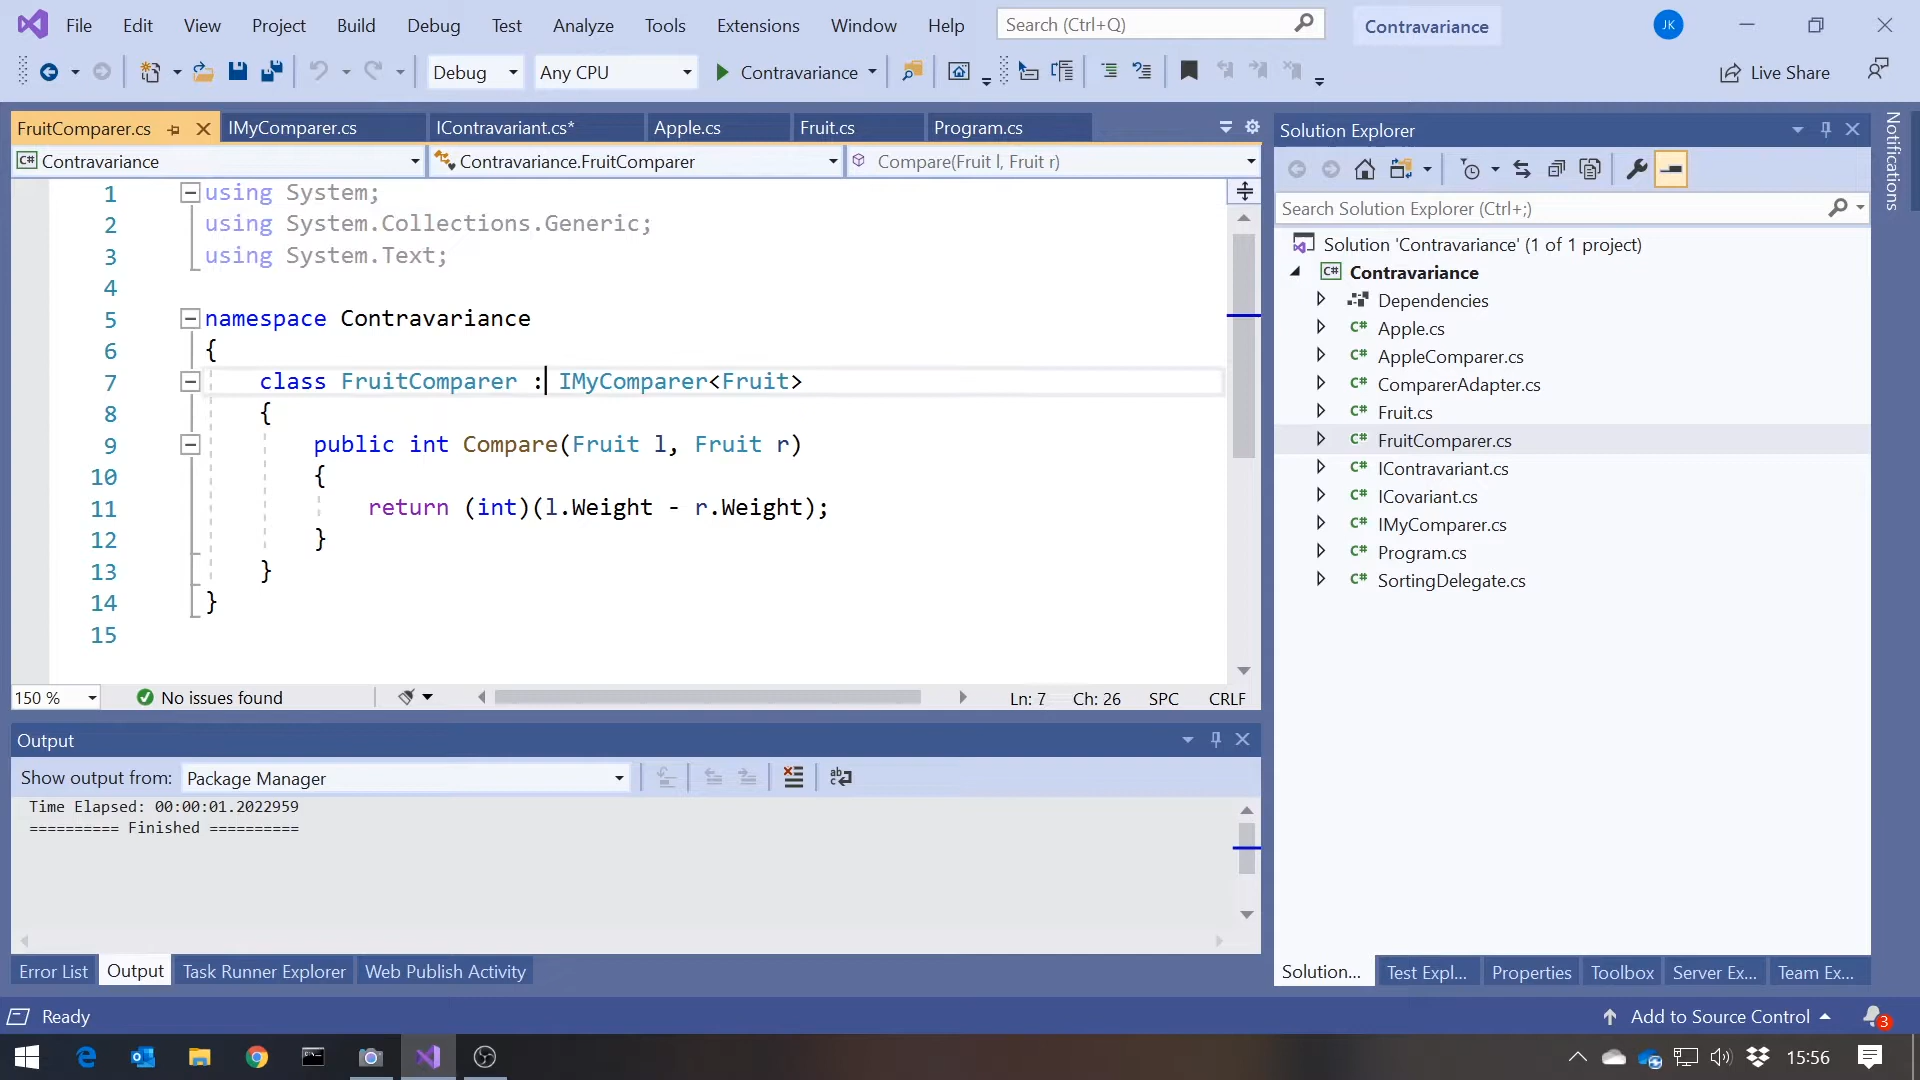 File Edit View Project Build Debug Test Analyze Tools Extensions Window Help Search (Ctrl+Q) Contravariance JK
Debug Any CPU Contravariance Live Share
FruitComparer.cs IMyComparer.cs IContravariant.cs* Apple.cs Fruit.cs Program.cs
C# Contravariance Contravariance.FruitComparer Compare(Fruit l, Fruit r)
1 using System;
2 using System.Collections.Generic;
3 using System.Text;
4
5 namespace Contravariance
6 {
7 class FruitComparer : IMyComparer<Fruit>
8 {
9 public int Compare(Fruit l, Fruit r)
10 {
11 return (int)(l.Weight - r.Weight);
12 }
13 }
14 }
15
150 % No issues found Ln: 7 Ch: 26 SPC CRLF
Output
Show output from: Package Manager
Time Elapsed: 00:00:01.2022959
========== Finished ==========
Error List Output Task Runner Explorer Web Publish Activity
Solution Explorer
Search Solution Explorer (Ctrl+;)
Solution 'Contravariance' (1 of 1 project)
C# Contravariance
Dependencies
C# Apple.cs
C# AppleComparer.cs
C# ComparerAdapter.cs
C# Fruit.cs
C# FruitComparer.cs
C# IContravariant.cs
C# ICovariant.cs
C# IMyComparer.cs
C# Program.cs
C# SortingDelegate.cs
Solution... Test Expl... Properties Toolbox Server Ex... Team Ex...
Notifications
Ready Add to Source Control 3
15:56